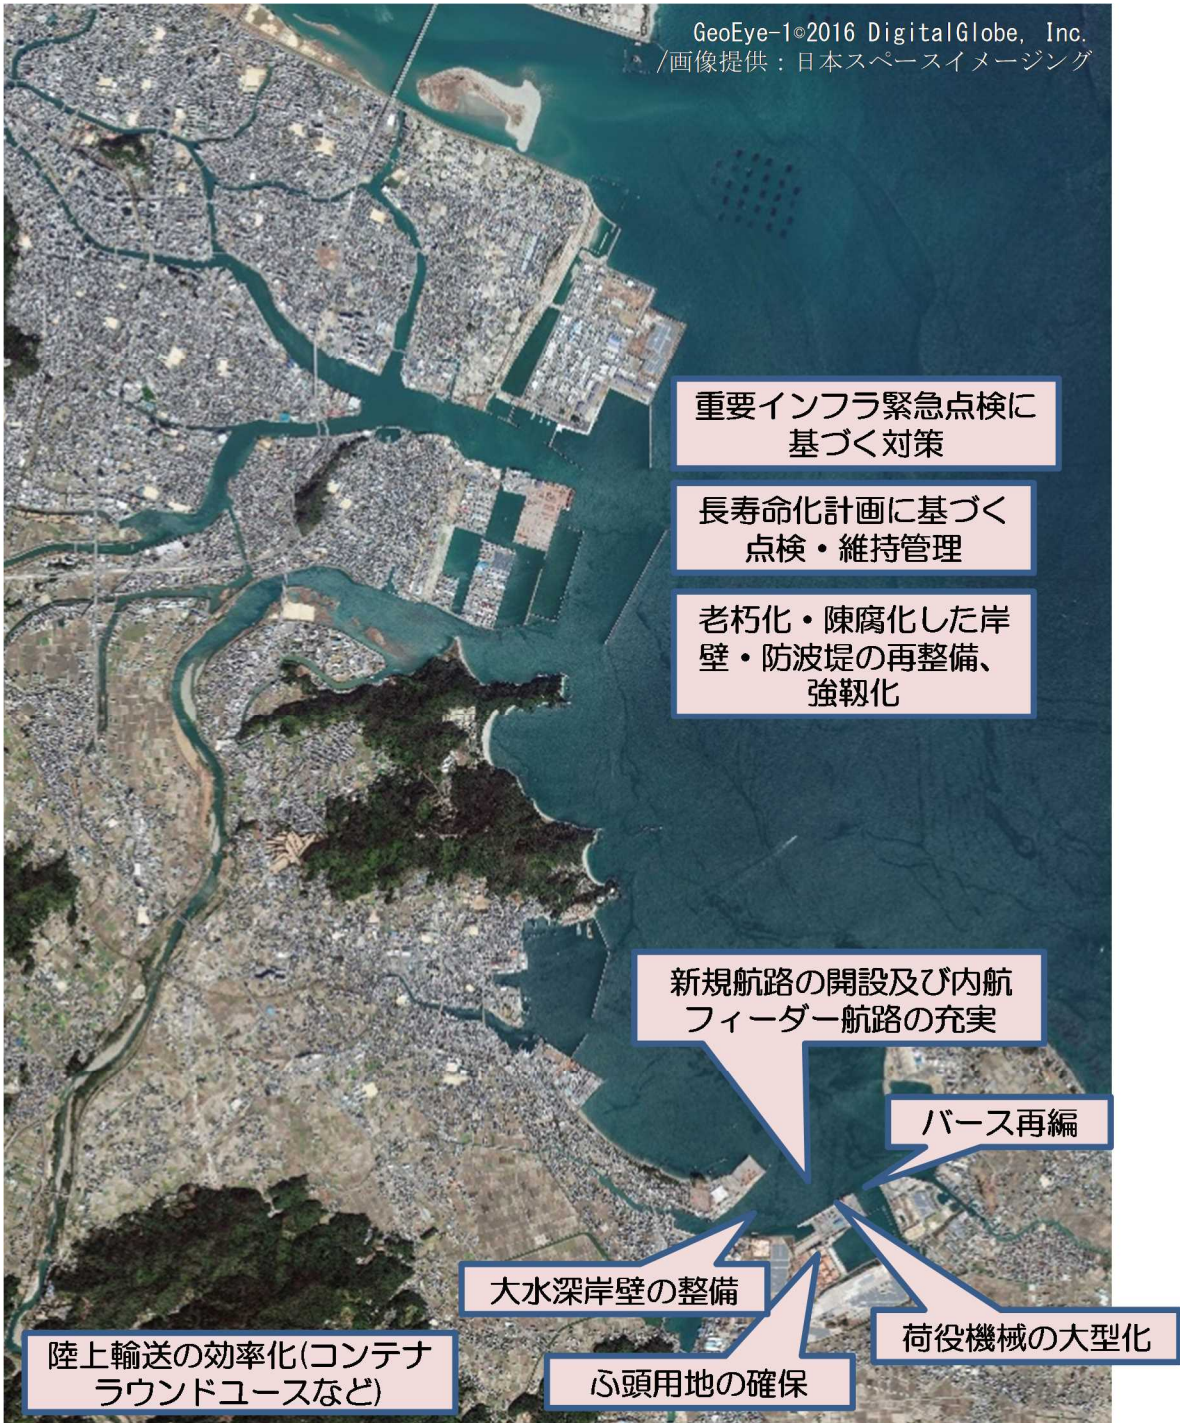 GeoEye-1©2016 DigitalGlobe, Inc.
/画像提供：日本スペースイメージング
重要インフラ緊急点検に
基づく対策
長寿命化計画に基づく
点検・維持管理
老朽化・陳腐化した岸
壁・防波堤の再整備、
強靱化
新規航路の開設及び内航
フィーダー航路の充実
バース再編
大水深岸壁の整備
荷役機械の大型化
陸上輸送の効率化(コンテナ
ラウンドユースなど)
ふ頭用地の確保